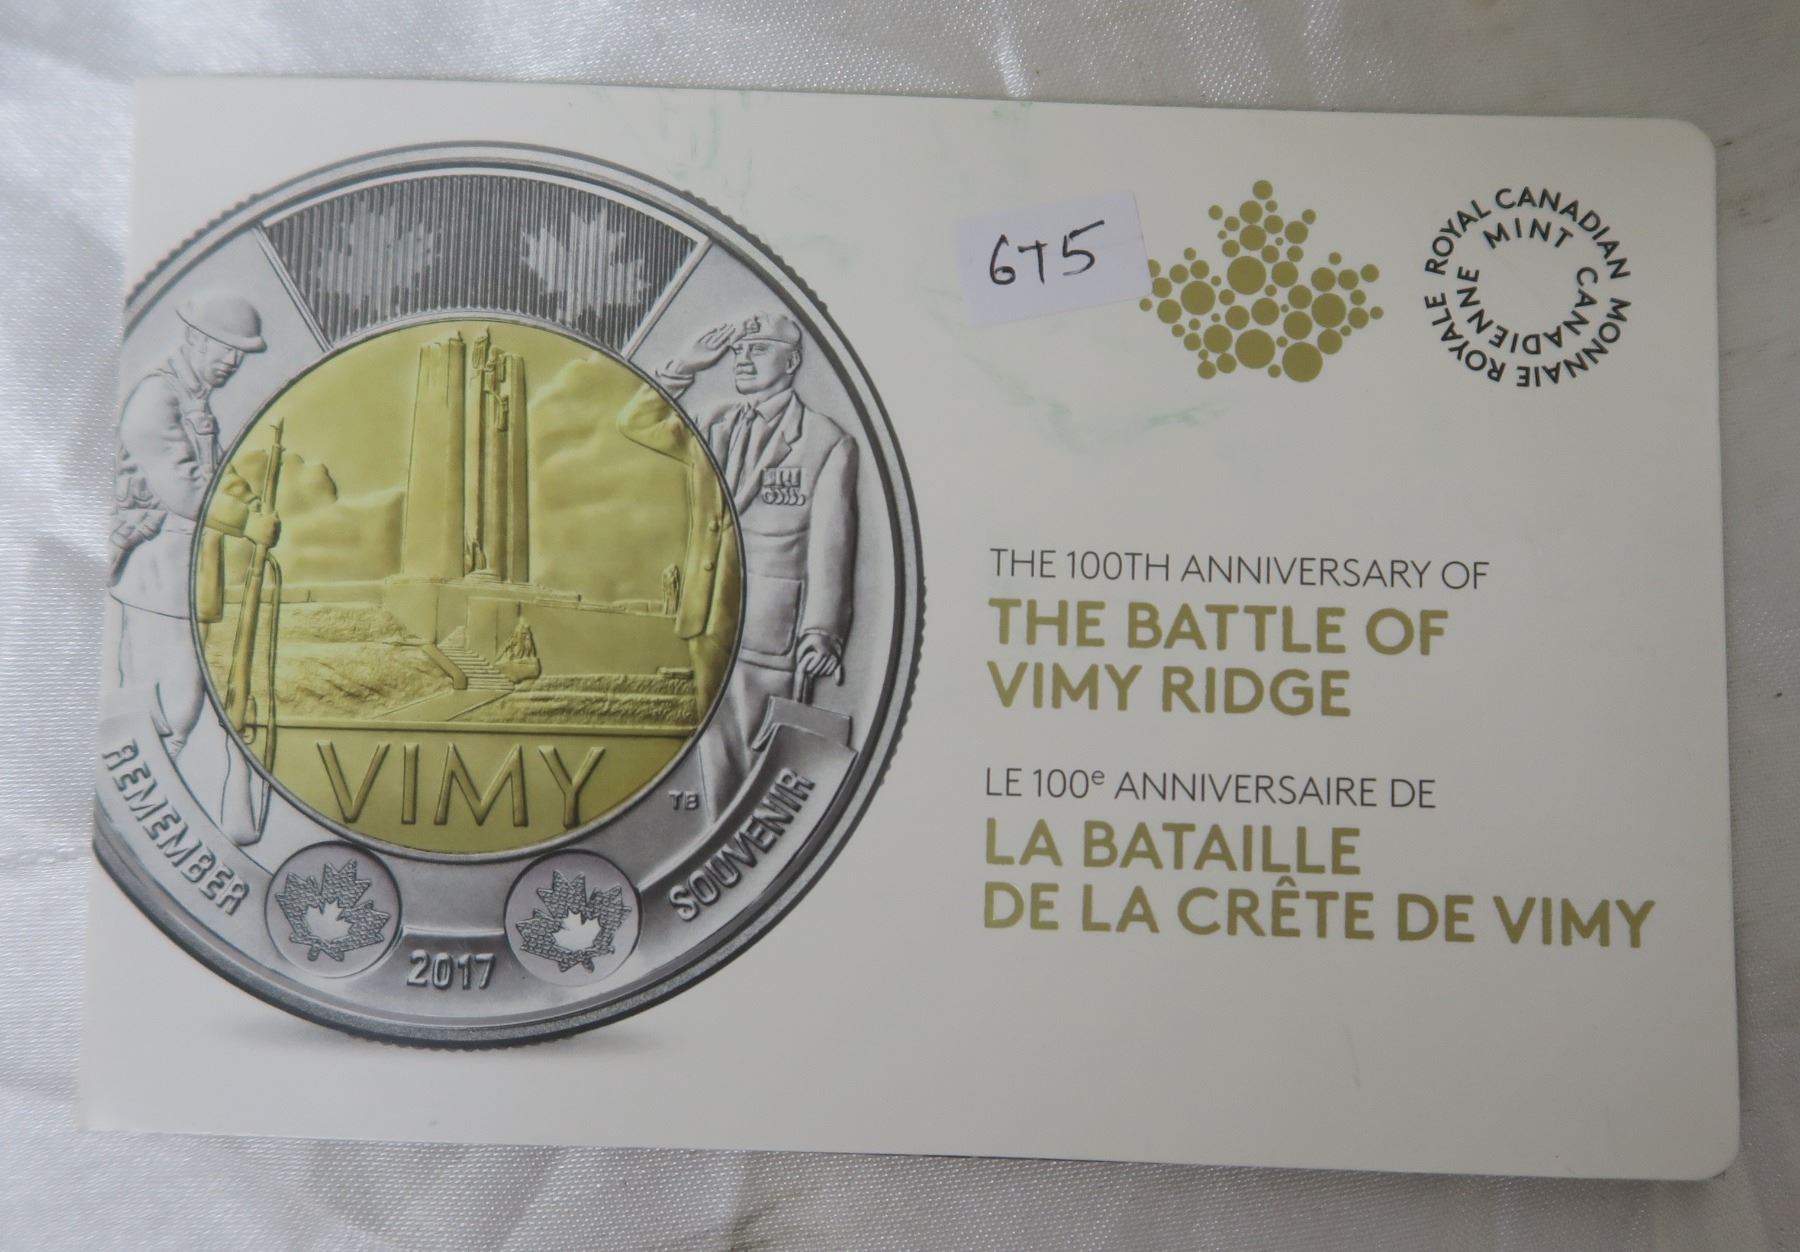 675
ROYAL CANADIAN MINT
MONNAIE ROYALE CANADIENNE
THE 100TH ANNIVERSARY OF
THE BATTLE OF
VIMY RIDGE
LE 100e ANNIVERSAIRE DE
LA BATAILLE
DE LA CRÊTE DE VIMY
VIMY
TB
REMEMBER
SOUVENIR
2017